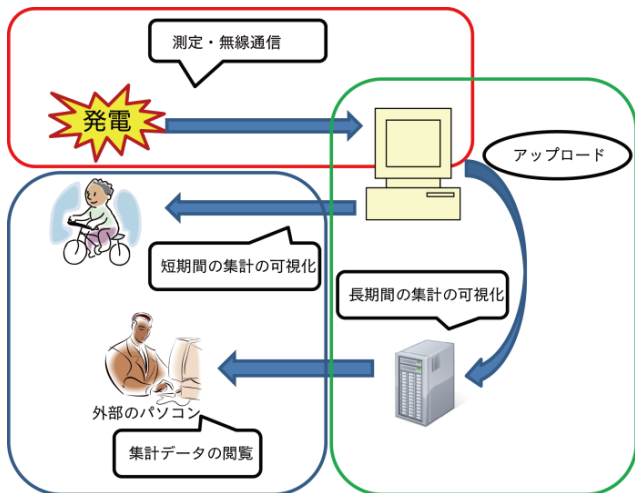 測定・無線通信
発電
アップロード
短期間の集計の可視化
長期間の集計の可視化
外部のパソコン
集計データの閲覧